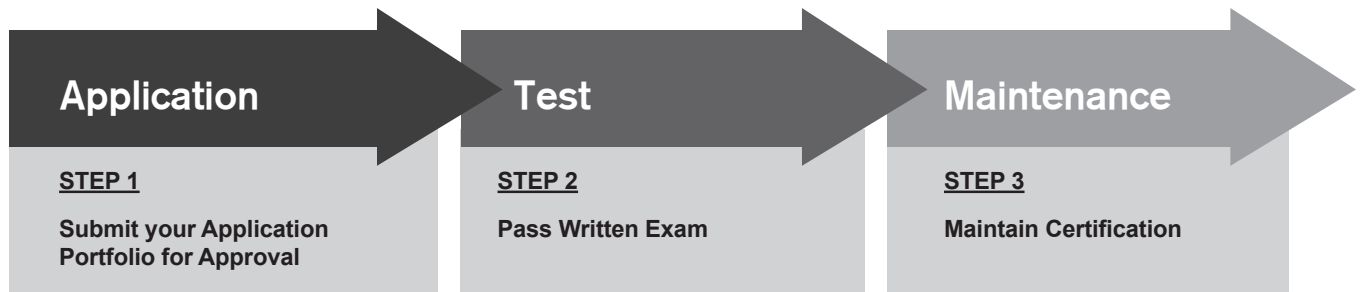 Application
STEP 1
Submit your Application
Portfolio for Approval
Test
STEP 2
Pass Written Exam
Maintenance
STEP 3
Maintain Certification